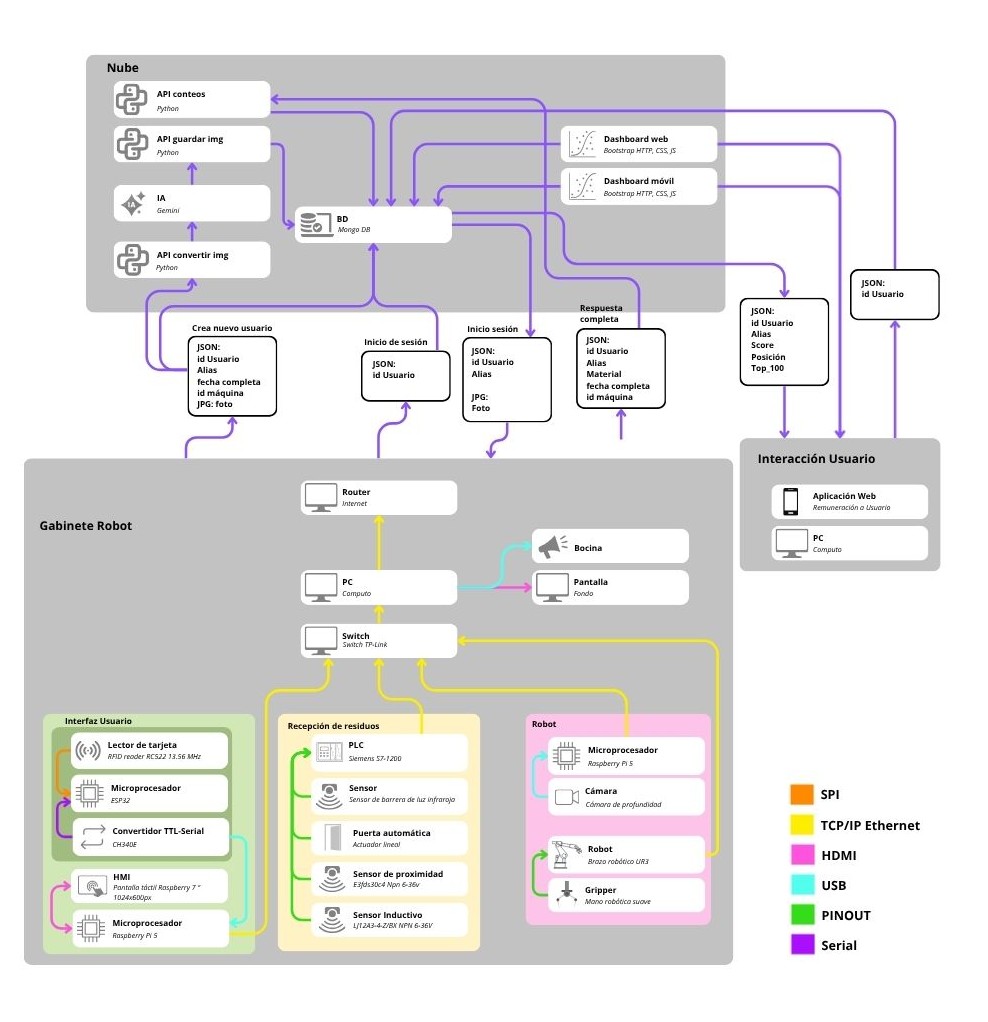 Nube
API conteos
Python
API guardar img
Python
IA
IA
Gemini
API convertir img
Python
BD
Mongo DB
Dashboard web
Bootstrap HTTP, CSS, JS
Dashboard móvil
Bootstrap HTTP, CSS, JS
Crea nuevo usuario
JSON:
id Usuario
Alias
fecha completa
id máquina
JPG: foto
Inicio de sesión
JSON:
id Usuario
Inicio sesión
JSON:
id Usuario
Alias
JPG:
Foto
Respuesta
completa
JSON:
id Usuario
Alias
Material
fecha completa
id máquina
JSON:
id Usuario
Alias
Score
Posición
Top_100
JSON:
id Usuario
Interacción Usuario
Aplicación Web
Remuneración a Usuario
PC
Computo
Gabinete Robot
Router
Internet
PC
Computo
Switch
Switch TP-Link
Bocina
Pantalla
Fondo
Interfaz Usuario
Lector de tarjeta
RFID reader RC522 13.56 MHz
Microprocesador
ESP32
Convertidor TTL-Serial
CH340E
HMI
Pantalla táctil Raspberry 7 "
1024x600px
Microprocesador
Raspberry Pi 5
Recepción de residuos
PLC
Siemens S7-1200
Sensor
Sensor de barrera de luz infraroja
Puerta automática
Actuador lineal
Sensor de proximidad
E3fds30c4 Npn 6-36v
Sensor Inductivo
LJ12A3-4-Z/BX NPN 6-36V
Robot
Microprocesador
Raspberry Pi 5
Cámara
Cámara de profundidad
Robot
Brazo robótico UR3
Gripper
Mano robótica suave
SPI
TCP/IP Ethernet
HDMI
USB
PINOUT
Serial